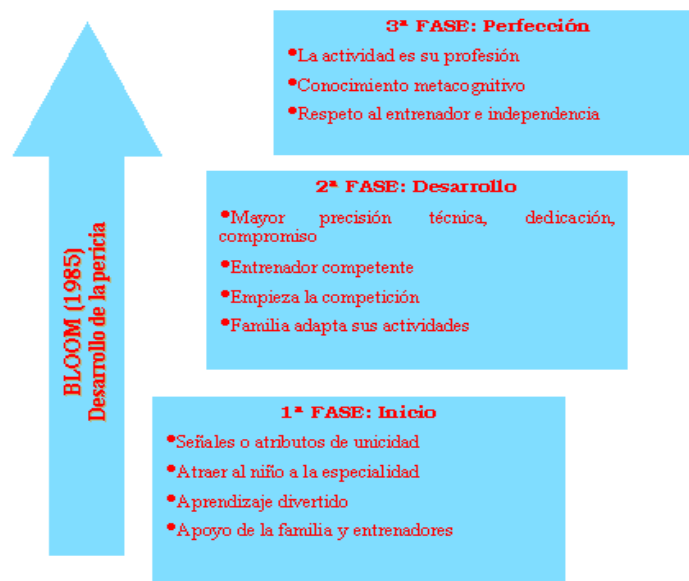 3ª FASE: Perfección
•La actividad es su profesión
•Conocimiento metacognitivo
•Respeto al entrenador e independencia
2ª FASE: Desarrollo
•Mayor precisión técnica, dedicación,
compromiso
•Entrenador competente
•Empieza la competición
•Familia adapta sus actividades
BLOOM (1985)
Desarrollo de la pericia
1ª FASE: Inicio
•Señales o atributos de unicidad
•Atraer al niño a la especialidad
•Aprendizaje divertido
•Apoyo de la familia y entrenadores